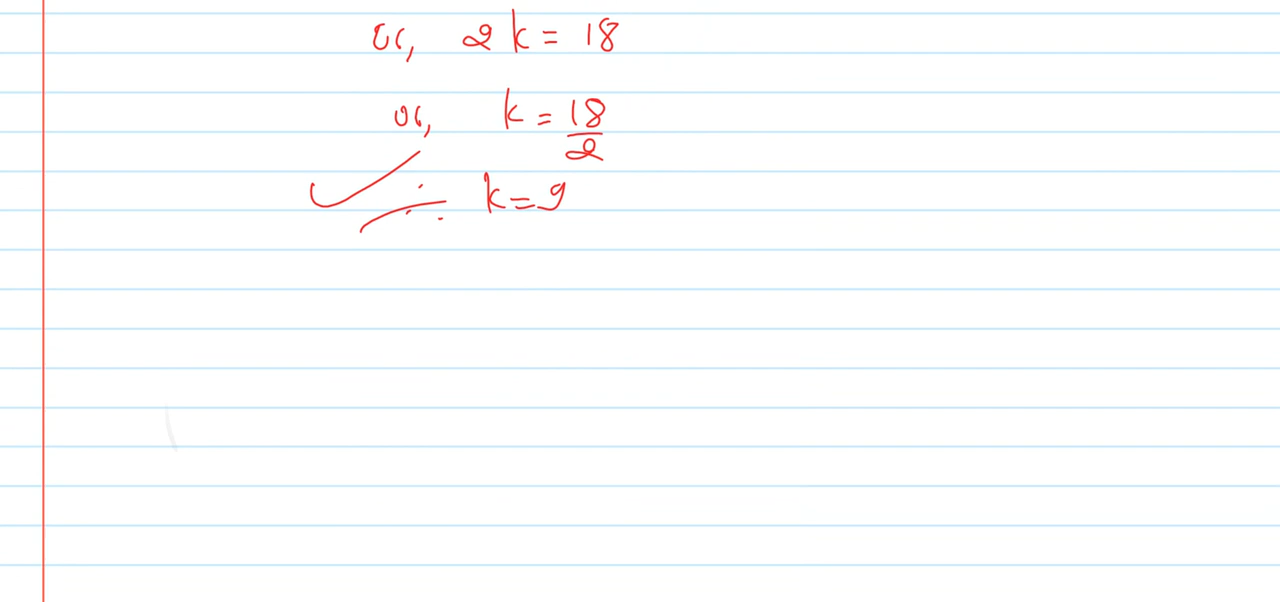 or, 2k = 18
or, k = 18/2
∴ k = 9